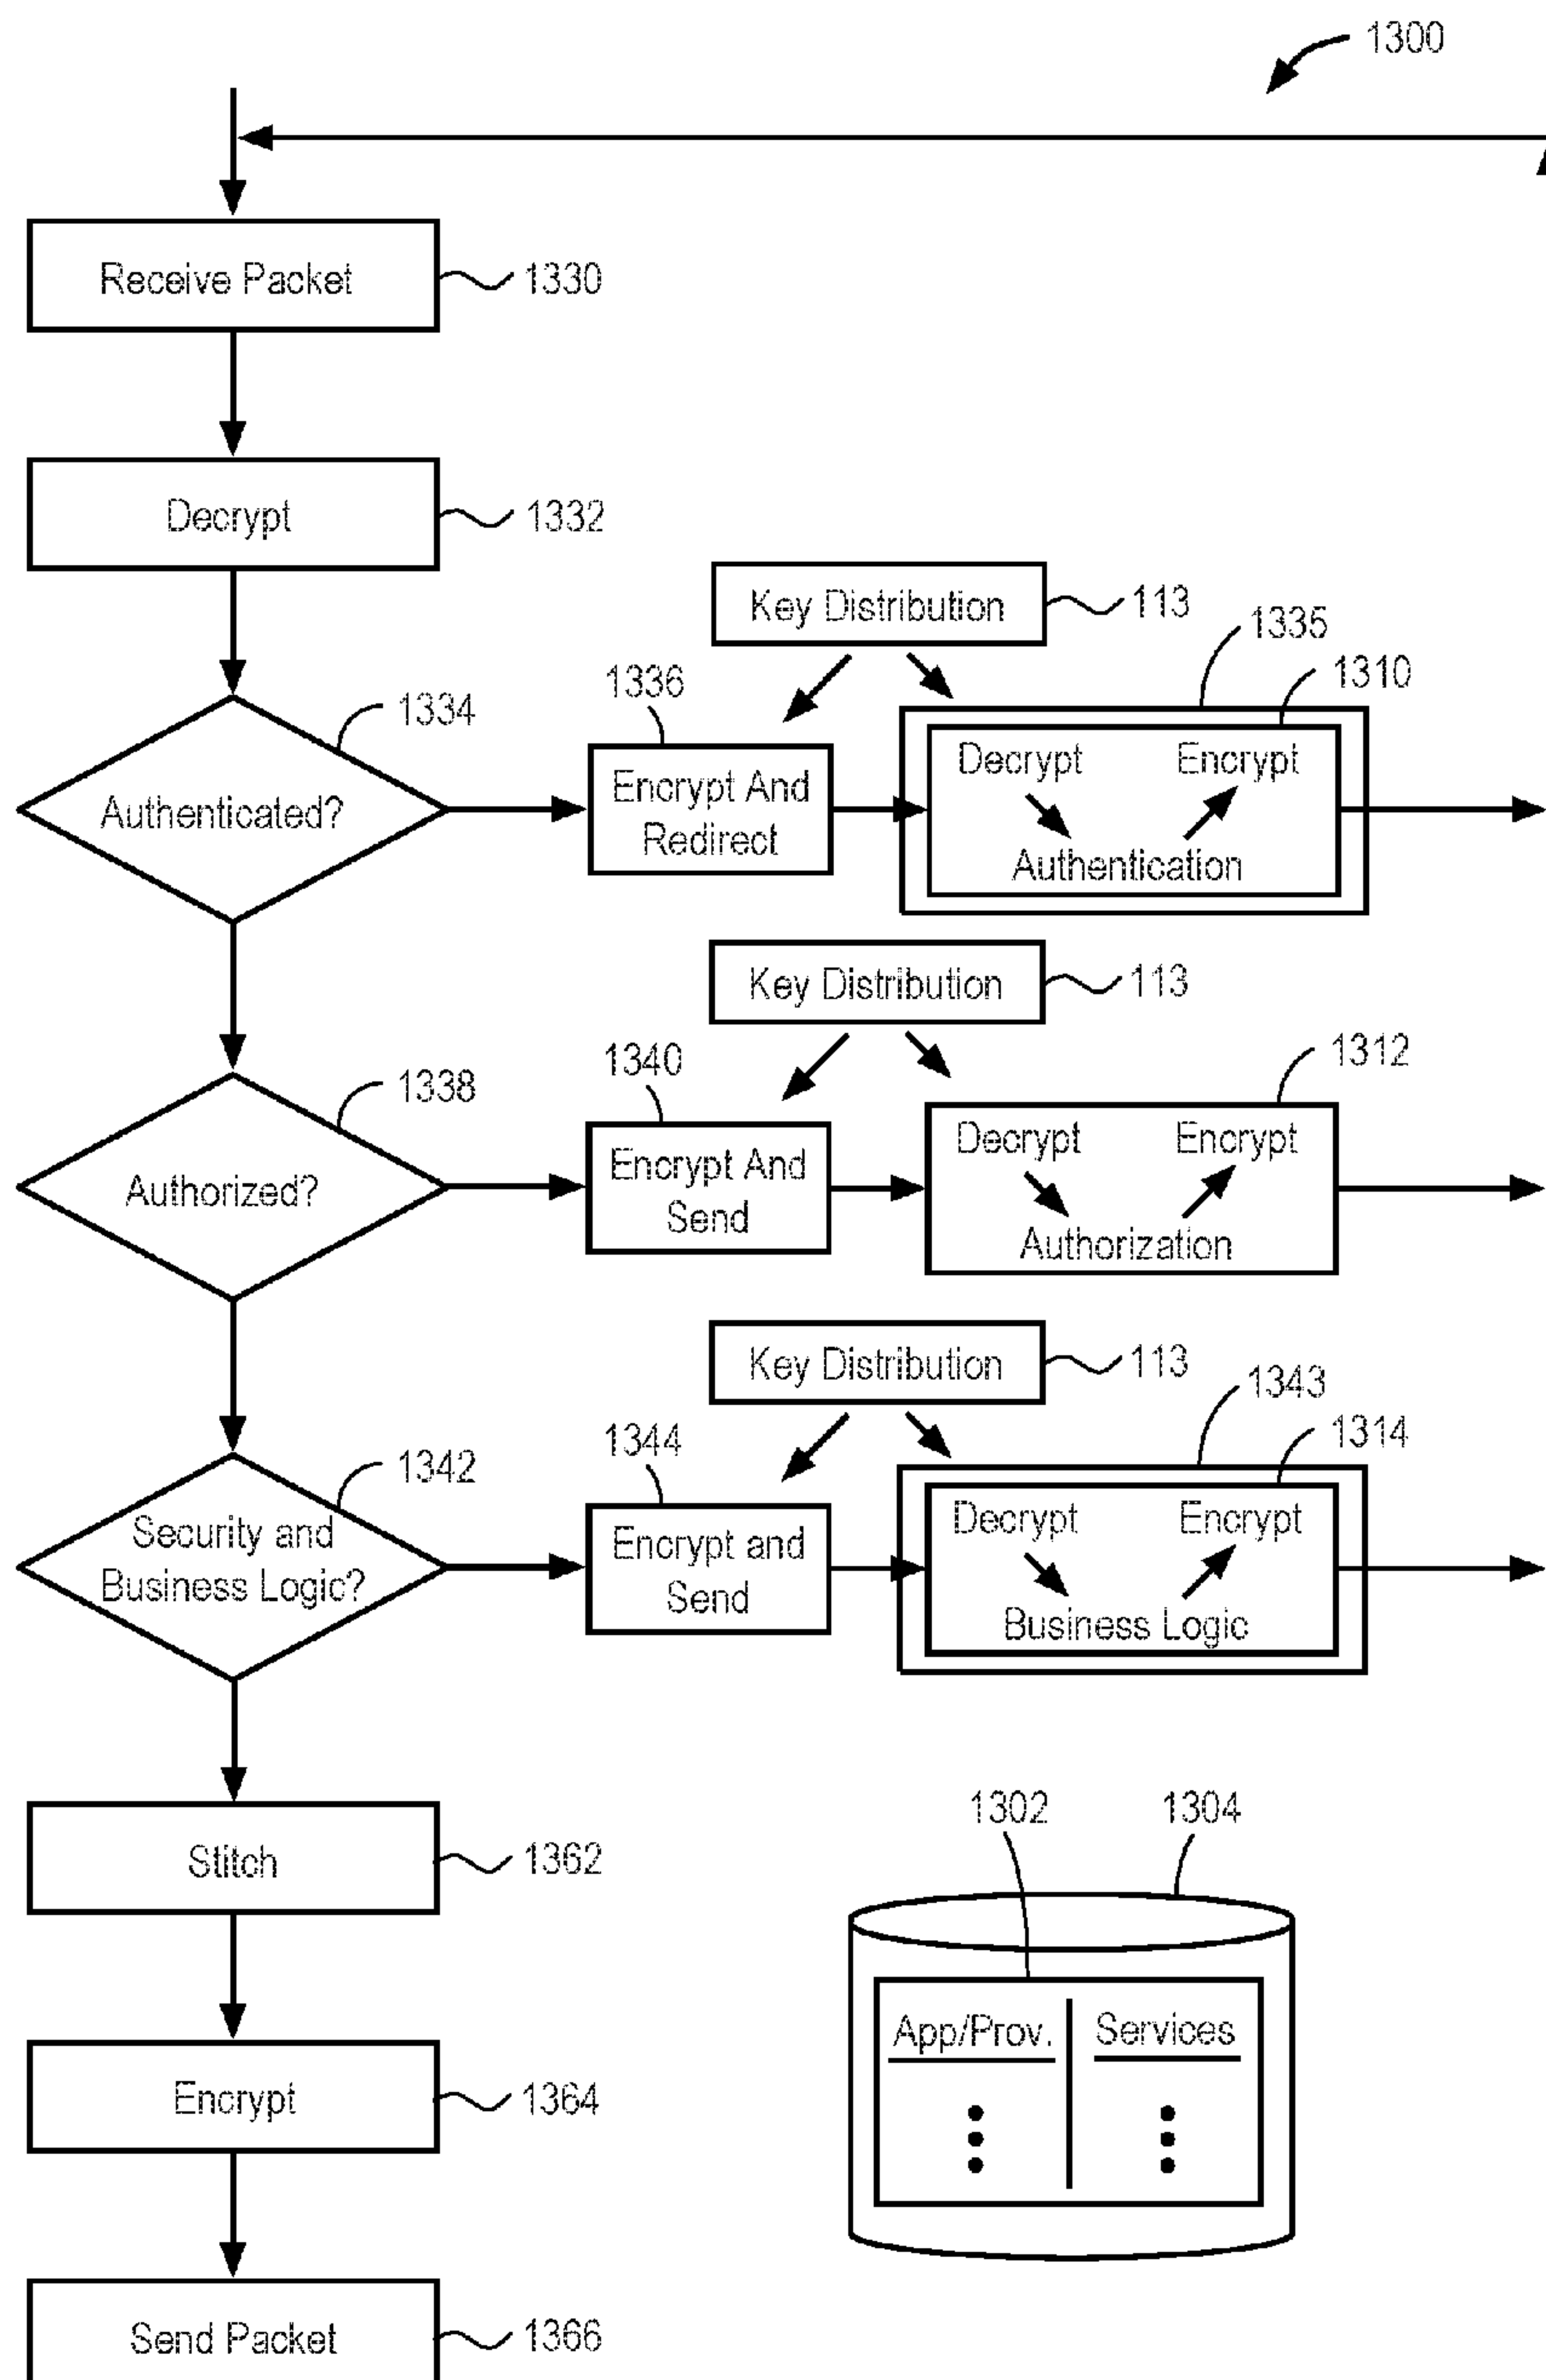 1300
Receive Packet
1330
Decrypt
1332
Key Distribution
113
1335
1310
1336
1334
Authenticated?
Encrypt And
Redirect
Decrypt
Encrypt
Authentication
Key Distribution
113
1312
1340
1338
Authorized?
Encrypt And
Send
Decrypt
Encrypt
Authorization
Key Distribution
113
1343
1314
1344
1342
Security and
Business Logic?
Encrypt and
Send
Decrypt
Encrypt
Business Logic
Stitch
1362
1302
1304
App/Prov.
Services
Encrypt
1364
Send Packet
1366